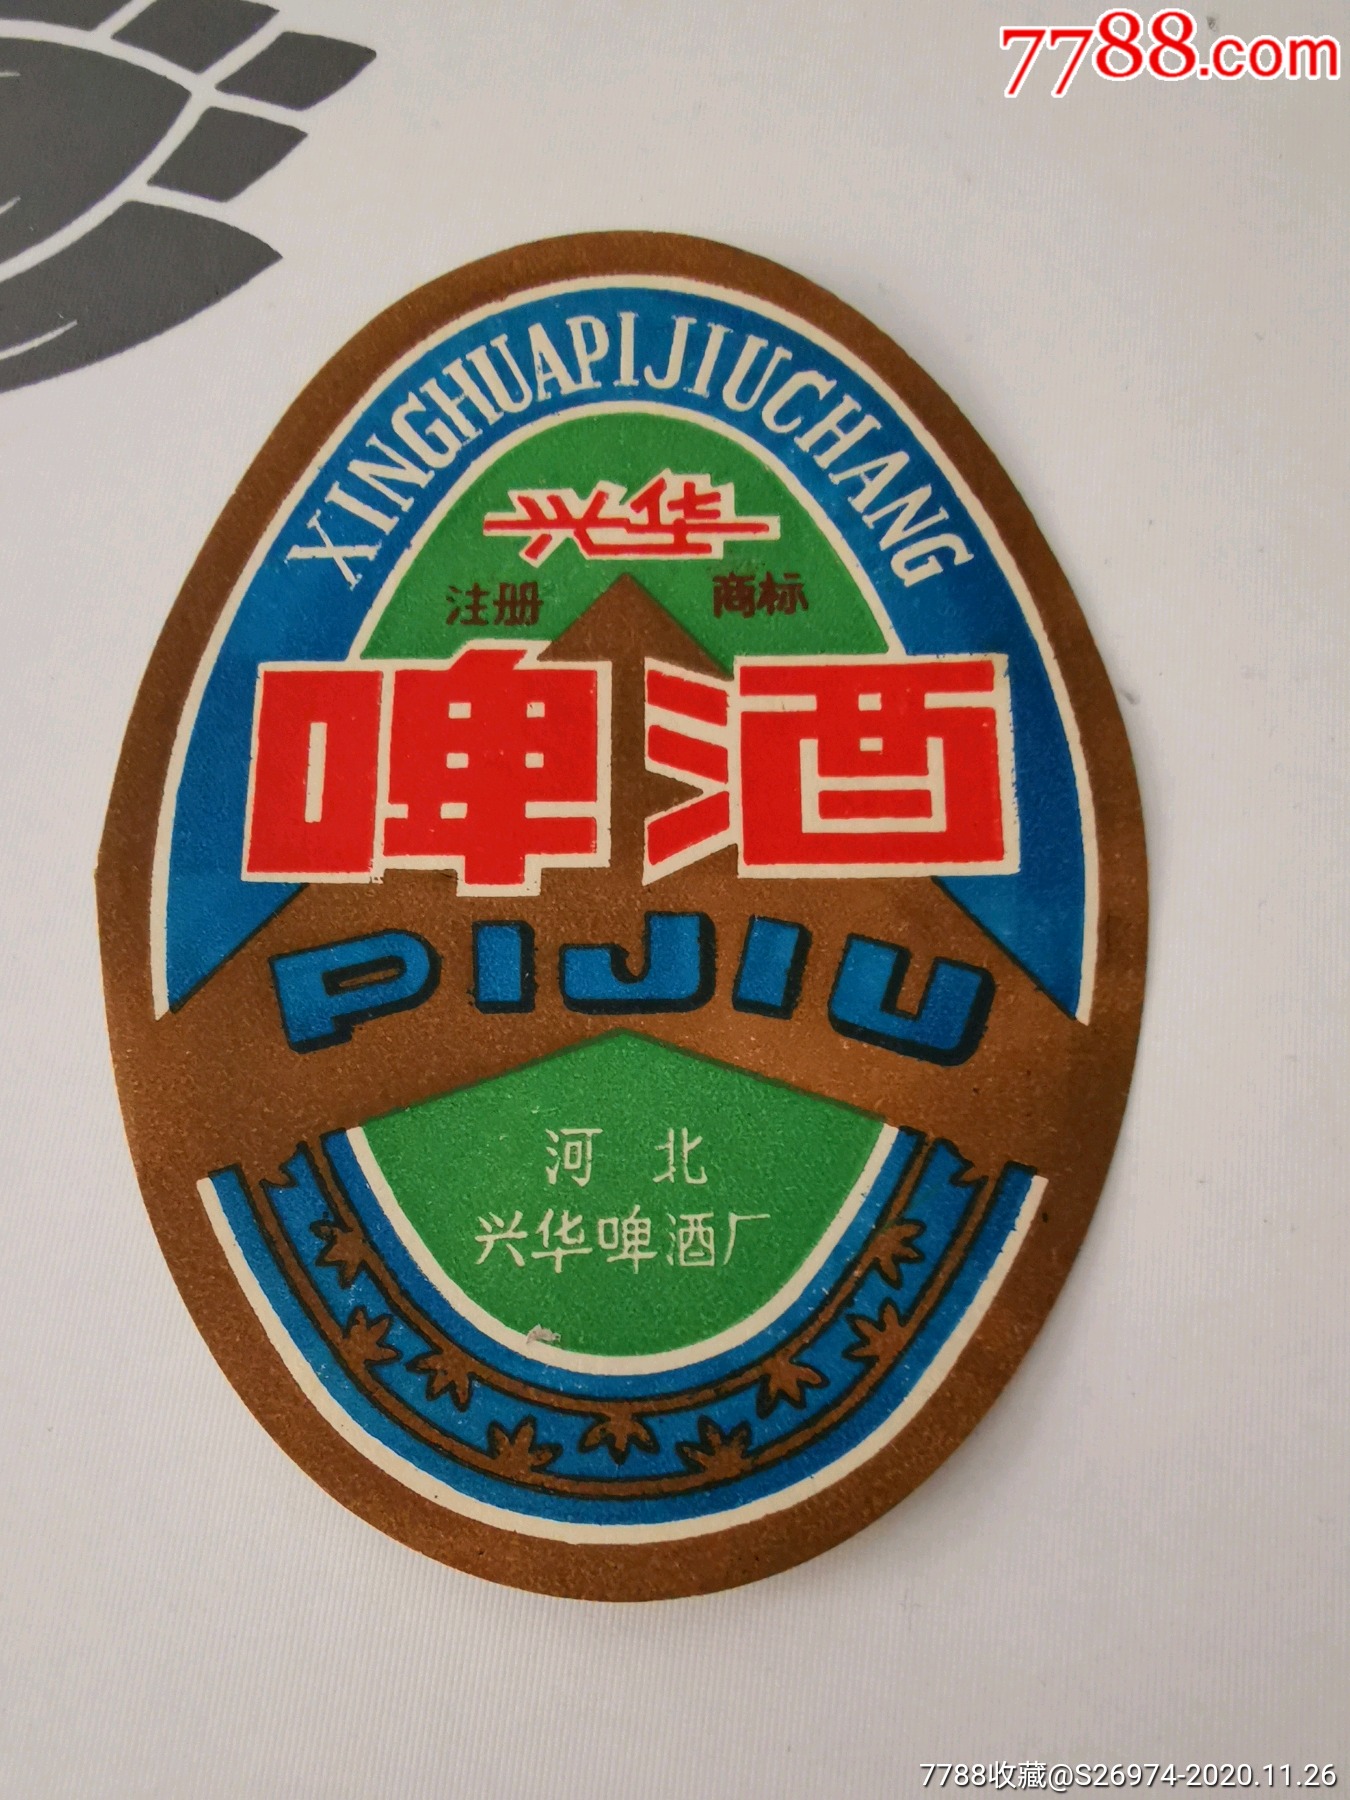 7788.com
XINGHUAPIJIUCHANG
兴华
注册 商标
啤酒
PIJIU
河 北
兴华啤酒厂
7788收藏@S26974-2020.11.26